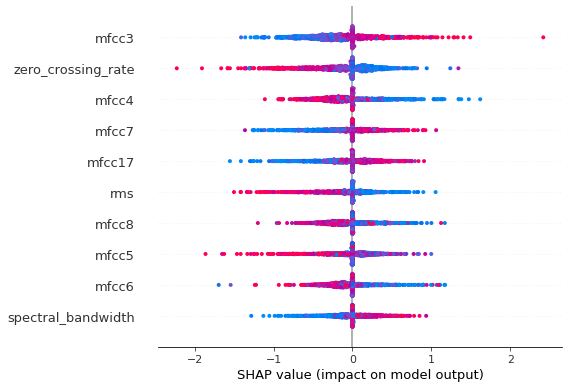 mfcc3
zero_crossing_rate
mfcc4
mfcc7
mfcc17
rms
mfcc8
mfcc5
mfcc6
spectral_bandwidth
−2 −1 0 1 2
SHAP value (impact on model output)